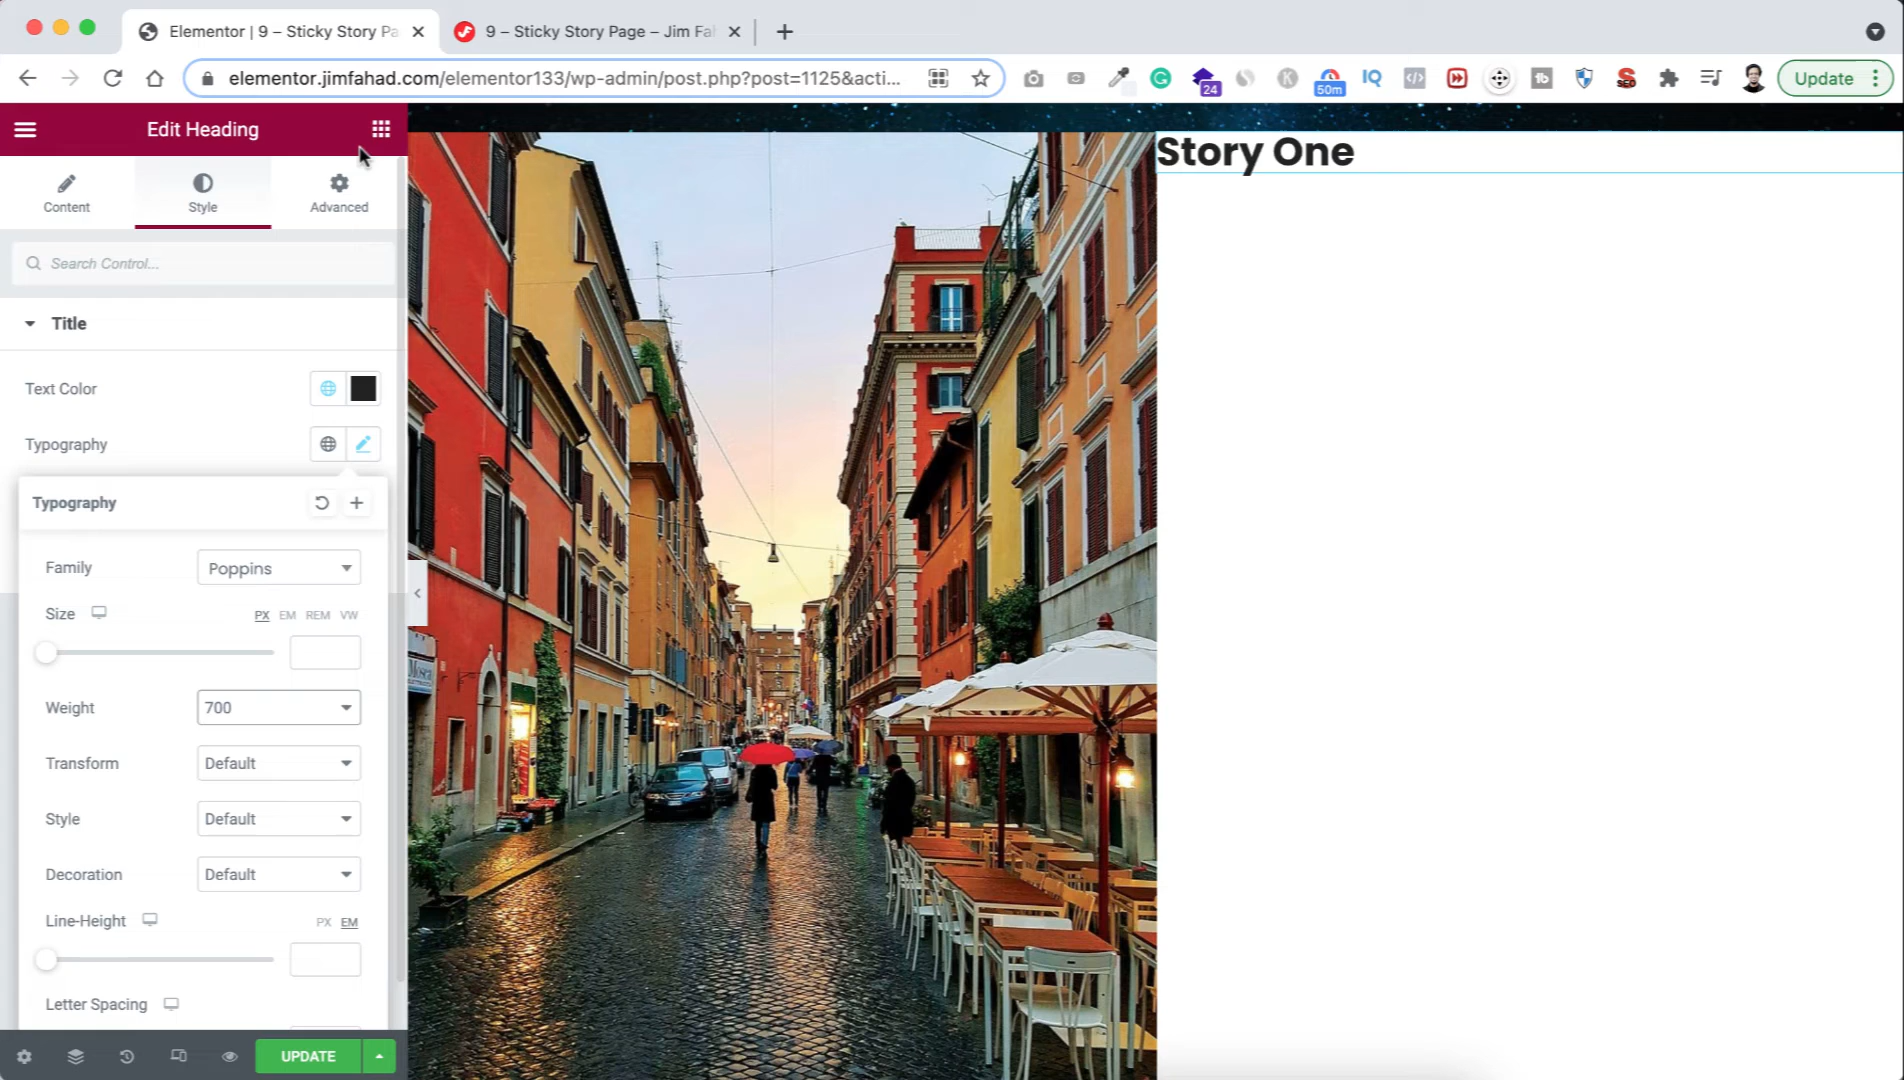 Elementor | 9 – Sticky Story Pa
9 – Sticky Story Page – Jim Fah
elementor.jimfahad.com/elementor133/wp-admin/post.php?post=1125&acti...
24
50m
IQ
fb
SEO
Update
Edit Heading
Content
Style
Advanced
Search Control...
Title
Text Color
Typography
Typography
Family
Poppins
Size
PX EM REM VW
Weight
700
Transform
Default
Style
Default
Decoration
Default
Line-Height
PX EM
Letter Spacing
UPDATE
Story One